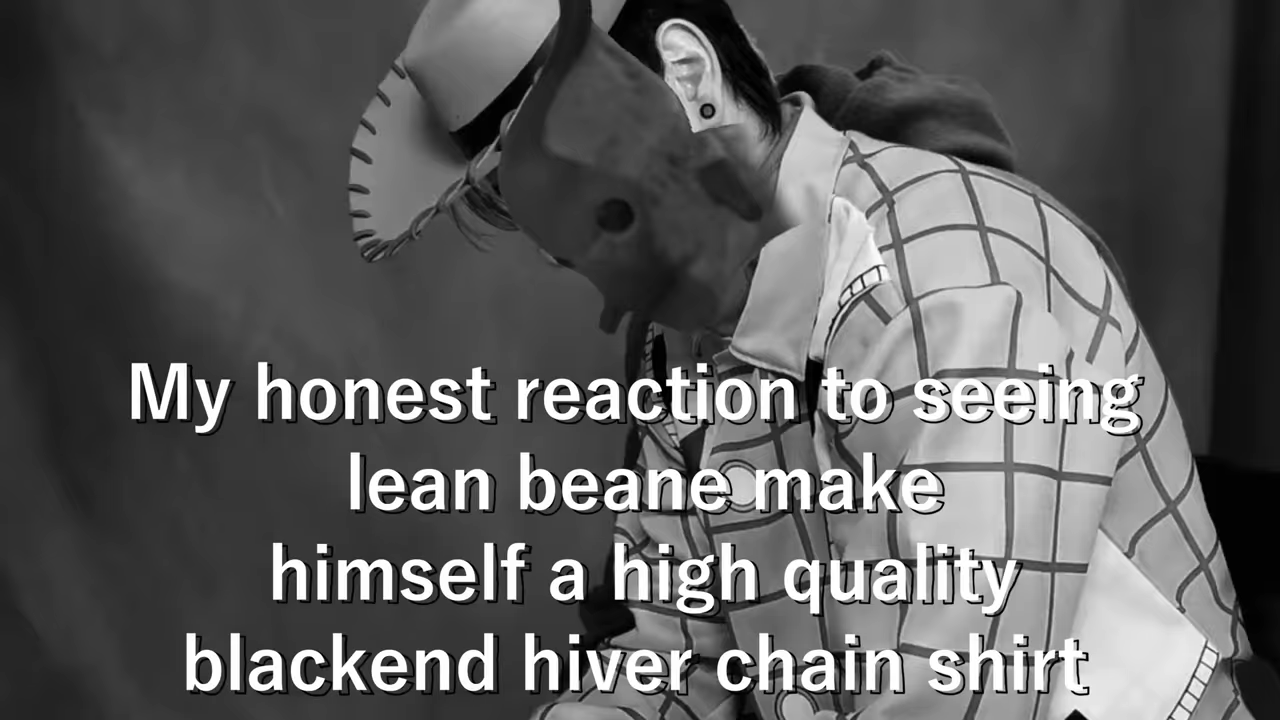 My honest reaction to seeing
lean beane make
himself a high quality
blackend hiver chain shirt